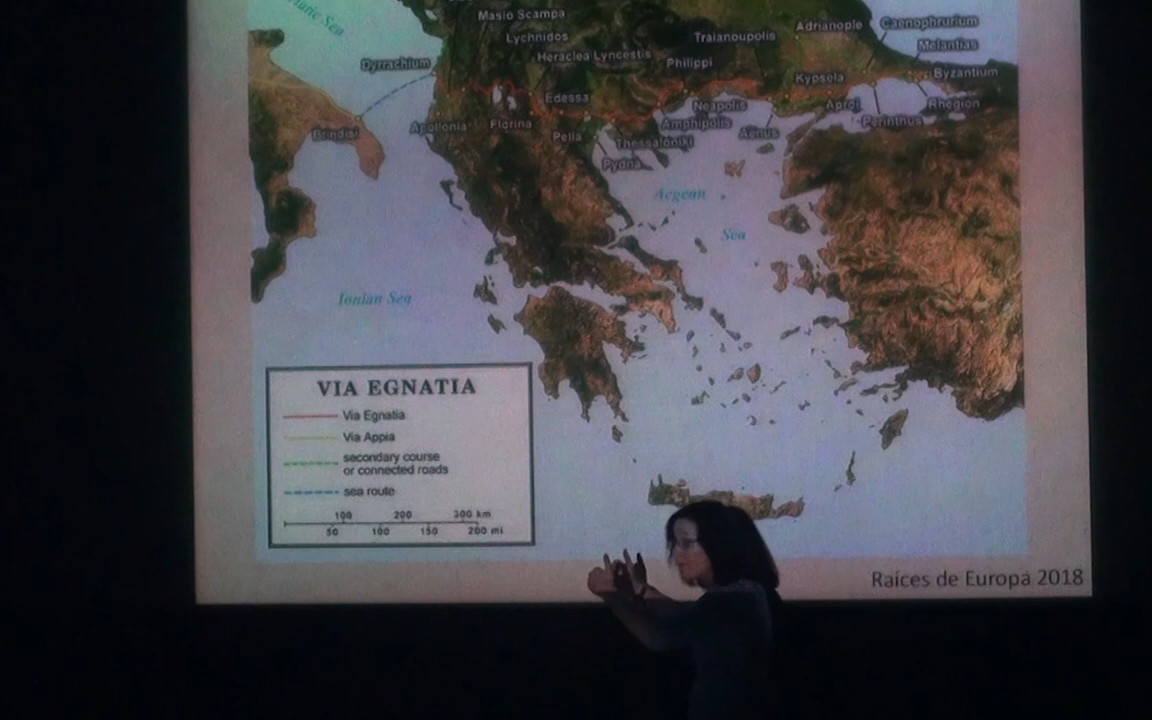 Masio Scampa
Lychnidos
Heraclea Lyncestis
Traianoupolis
Adrianople
Caenophrurium
Melantias
Dyrrachium
Philippi
Kypsela
Byzantium
Edessa
Neapolis
Aproi
Rhegion
Brindisi
Apollonia
Florina
Pella
Amphipolis
Aenus
Perinthus
Thessaloniki
Pydna
Aegean
Sea
Ionian Sea
VIA EGNATIA
Via Egnatia
Via Appia
secondary course
or connected roads
sea route
100 200 300 km
50 100 150 200 mi
Raíces de Europa 2018